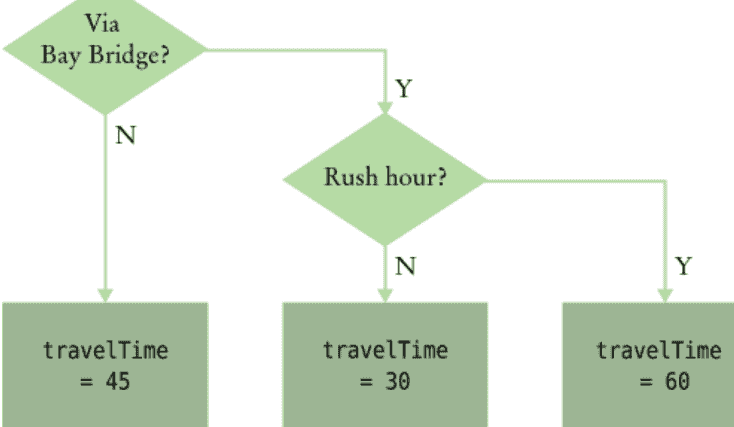 Via
Bay Bridge?
Y
N
Rush hour?
N
Y
travelTime
= 45
travelTime
= 30
travelTime
= 60